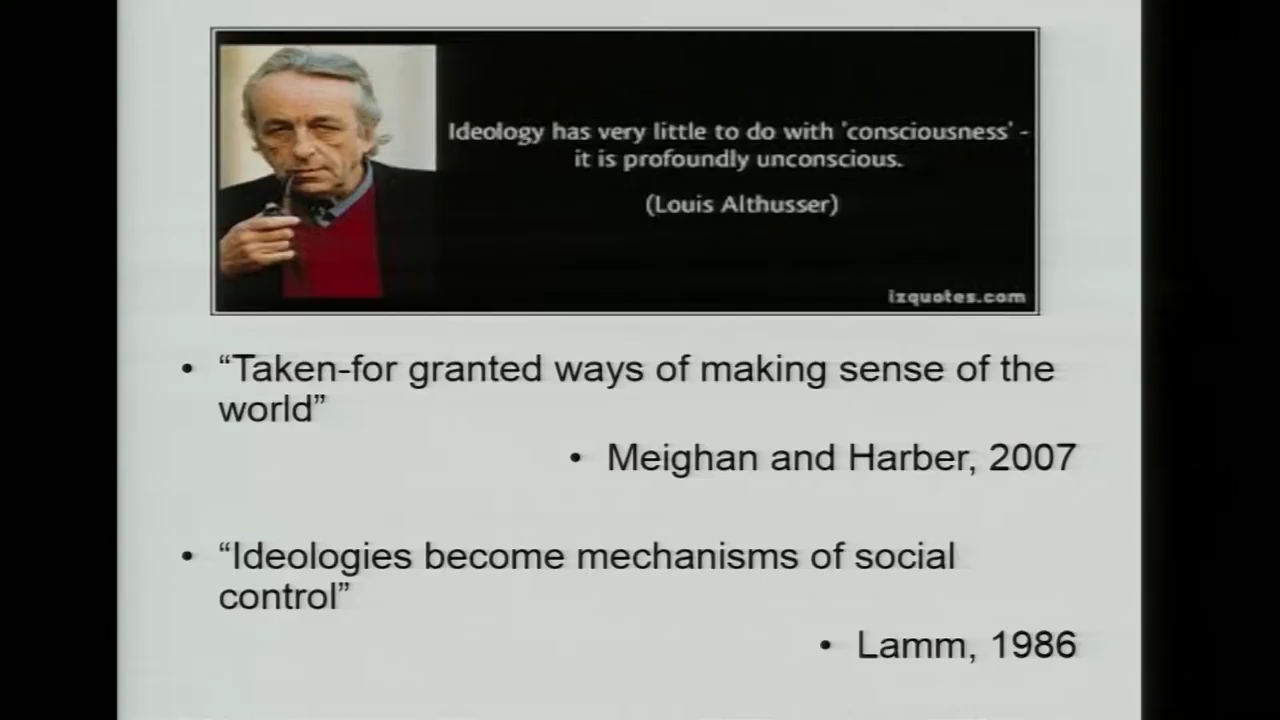 Ideology has very little to do with 'consciousness' -
it is profoundly unconscious.
(Louis Althusser)
izquotes.com
• “Taken-for granted ways of making sense of the
world”
• Meighan and Harber, 2007
• “Ideologies become mechanisms of social
control”
• Lamm, 1986